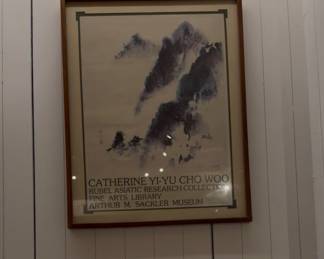 CATHERINE YI-YU CHO WOO
RUBEL ASIATIC RESEARCH COLLECTION
FINE ARTS LIBRARY
ARTHUR M. SACKLER MUSEUM